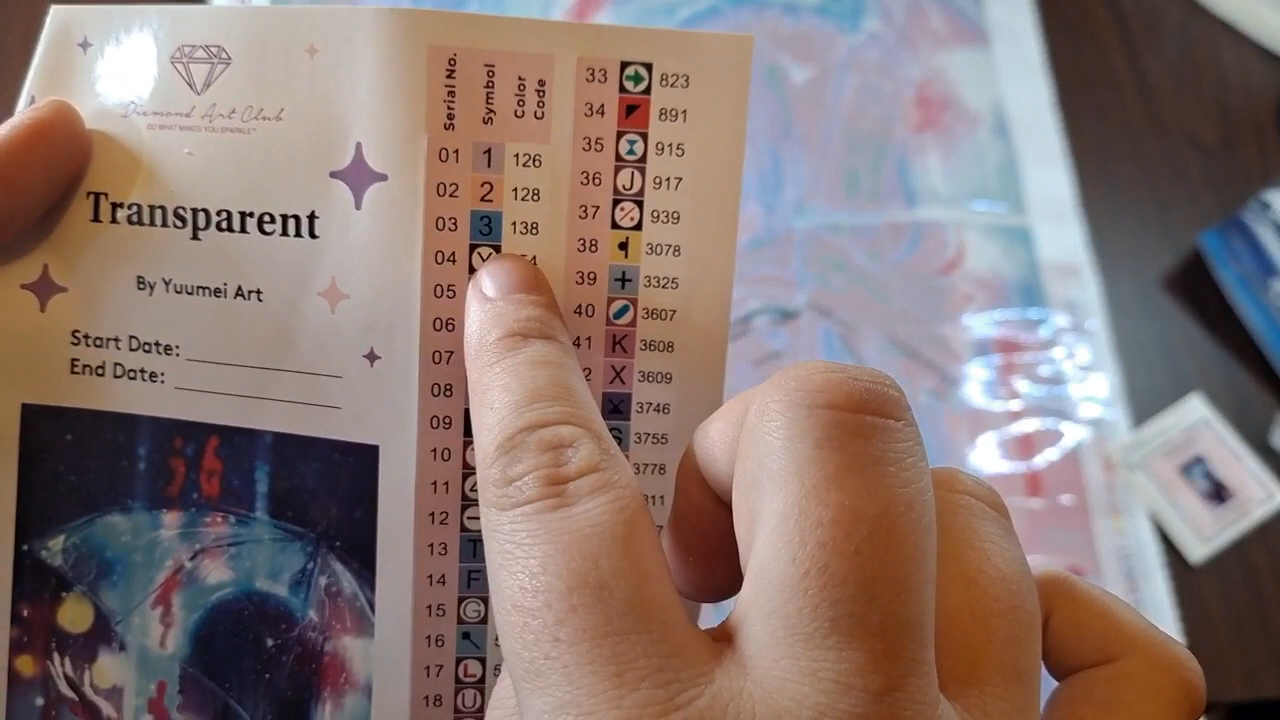 Diamond Art Club
DO WHAT MAKES YOU SPARKLE™
Transparent
By Yuumei Art
Start Date:
End Date:
Serial No. Symbol Color Code
01 1 126
02 2 128
03 3 138
04 Y
05
06
07
08
09
10
11
12
13 T
14 F
15 G
16
17 L
18 U
33 823
34 891
35 915
36 J 917
37 939
38 3078
39 + 3325
40 3607
41 K 3608
X 3609
3746
S 3755
3778